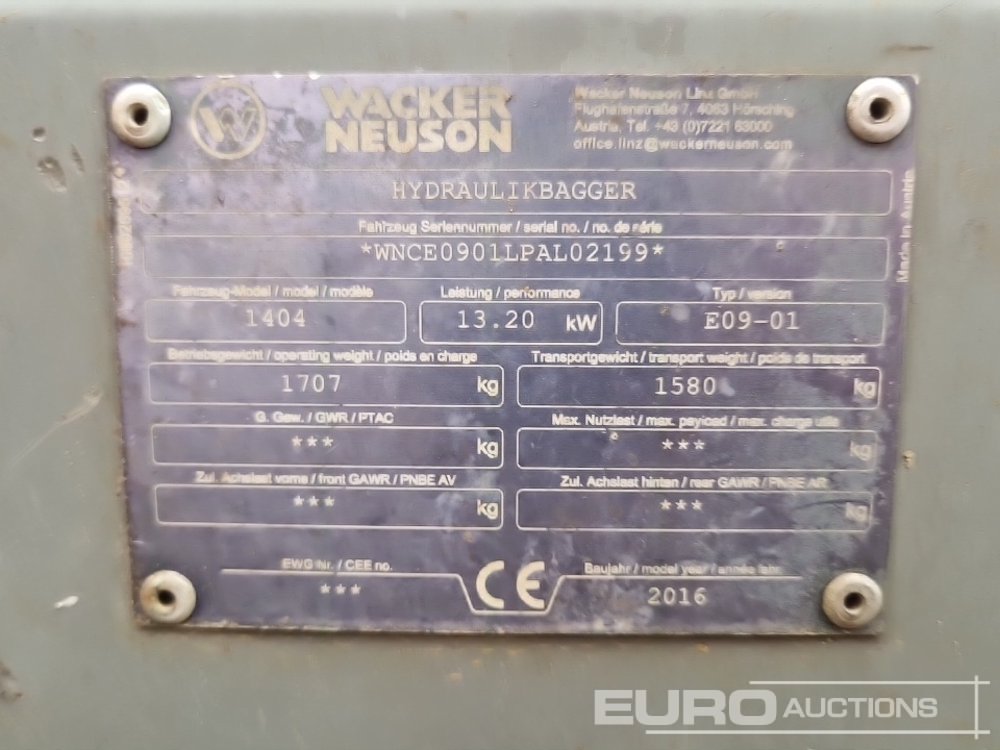 WACKER
NEUSON
Wacker Neuson Linz GmbH
Flughafenstraße 7, 4063 Hörsching
Austria, Tel. +43 (0)7221 63000
office.linz@wackerneuson.com
HYDRAULIKBAGGER
Fahrzeug Seriennummer / serial no. / no. de série
*WNCE0901LPAL02199*
Fahrzeug-Model / model / modèle
Leistung / performance
Typ / version
1404
13.20 kW
E09-01
Betriebsgewicht / operating weight / poids en charge
Transportgewicht / transport weight / poids de transport
1707 kg
1580 kg
G. Gew. / GWR / PTAC
Max. Nutzlast / max. payload / max. charge utile
*** kg
*** kg
Zul. Achslast vorne / front GAWR / PNBE AV
Zul. Achslast hinten / rear GAWR / PNBE AR
*** kg
*** kg
EWG Nr. / CEE no.
Baujahr / model year / année fabr.
***
CE
2016
Made in Austria
EURO AUCTIONS